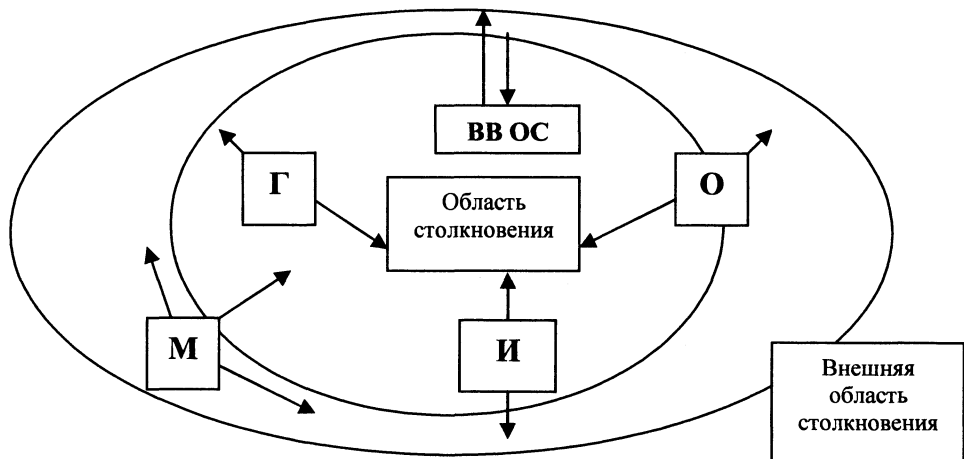 ВВ ОС
Г
О
Область
столкновения
М
И
Внешняя
область
столкновения